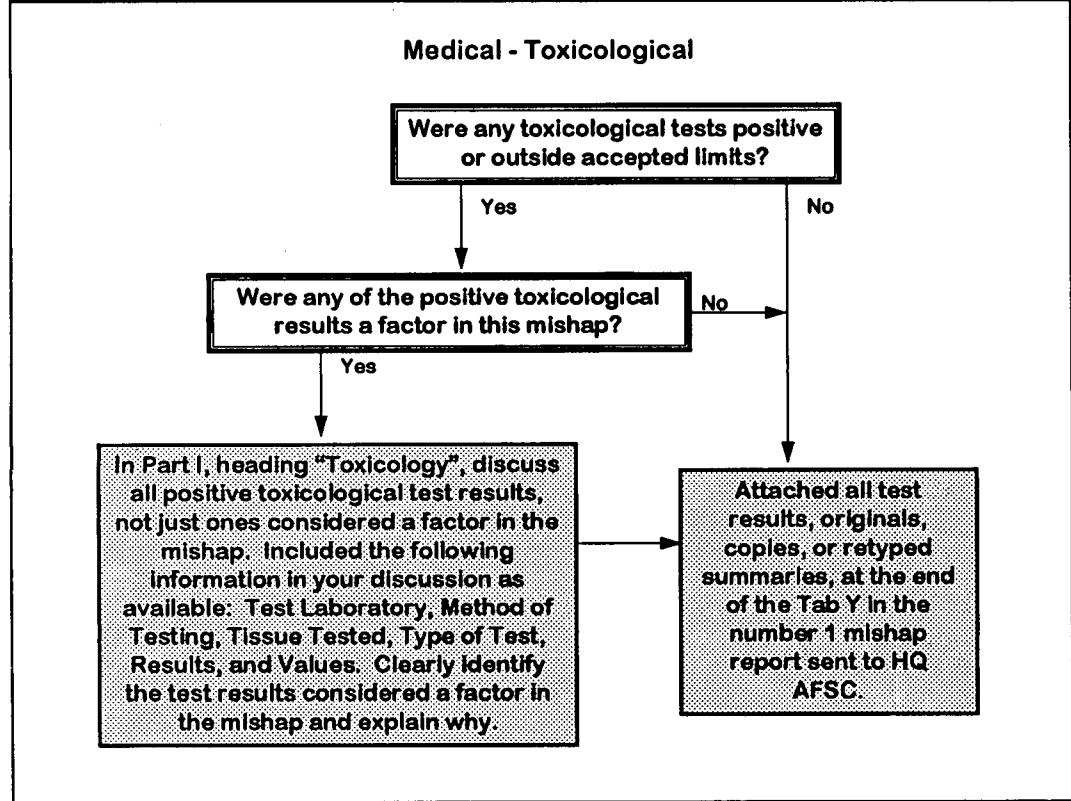 Medical - Toxicological
Were any toxicological tests positive
or outside accepted limits?
Yes
No
Were any of the positive toxicological
results a factor in this mishap?
No
Yes
In Part I, heading "Toxicology", discuss
all positive toxicological test results,
not just ones considered a factor in the
mishap. Included the following
information in your discussion as
available: Test Laboratory, Method of
Testing, Tissue Tested, Type of Test,
Results, and Values. Clearly identify
the test results considered a factor in
the mishap and explain why.
Attached all test
results, originals,
copies, or retyped
summaries, at the end
of the Tab Y in the
number 1 mishap
report sent to HQ
AFSC.